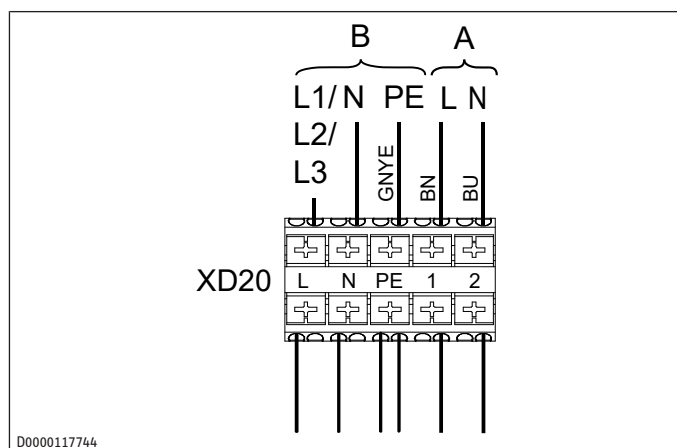 B A
L1/ N PE L N
L2/
L3
GNYE BN BU
XD20 L N PE 1 2
D0000117744